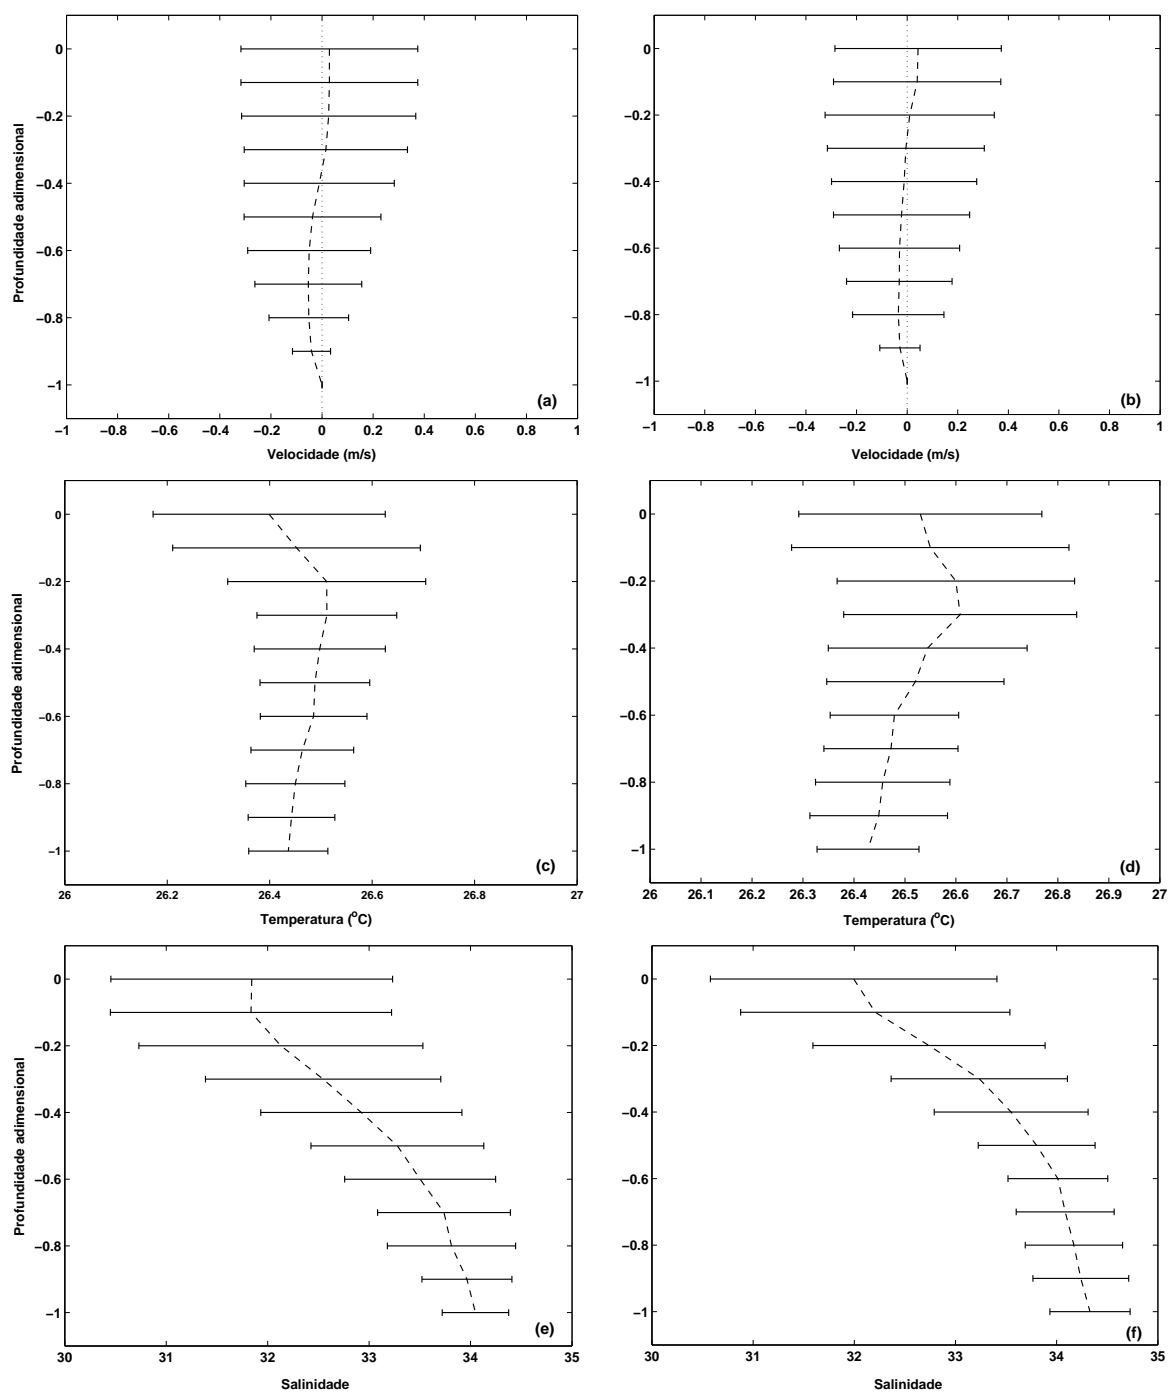 0
−0.2
−0.4
−0.6
−0.8
−1
Profundidade adimensional
(a)
−1 −0.8 −0.6 −0.4 −0.2 0 0.2 0.4 0.6 0.8 1
Velocidade (m/s)
0
−0.2
−0.4
−0.6
−0.8
−1
(b)
−1 −0.8 −0.6 −0.4 −0.2 0 0.2 0.4 0.6 0.8 1
Velocidade (m/s)
0
−0.2
−0.4
−0.6
−0.8
−1
Profundidade adimensional
(c)
26 26.2 26.4 26.6 26.8 27
Temperatura (°C)
0
−0.2
−0.4
−0.6
−0.8
−1
(d)
26 26.1 26.2 26.3 26.4 26.5 26.6 26.7 26.8 26.9 27
Temperatura (°C)
0
−0.2
−0.4
−0.6
−0.8
−1
Profundidade adimensional
(e)
30 31 32 33 34 35
Salinidade
0
−0.2
−0.4
−0.6
−0.8
−1
(f)
30 31 32 33 34 35
Salinidade